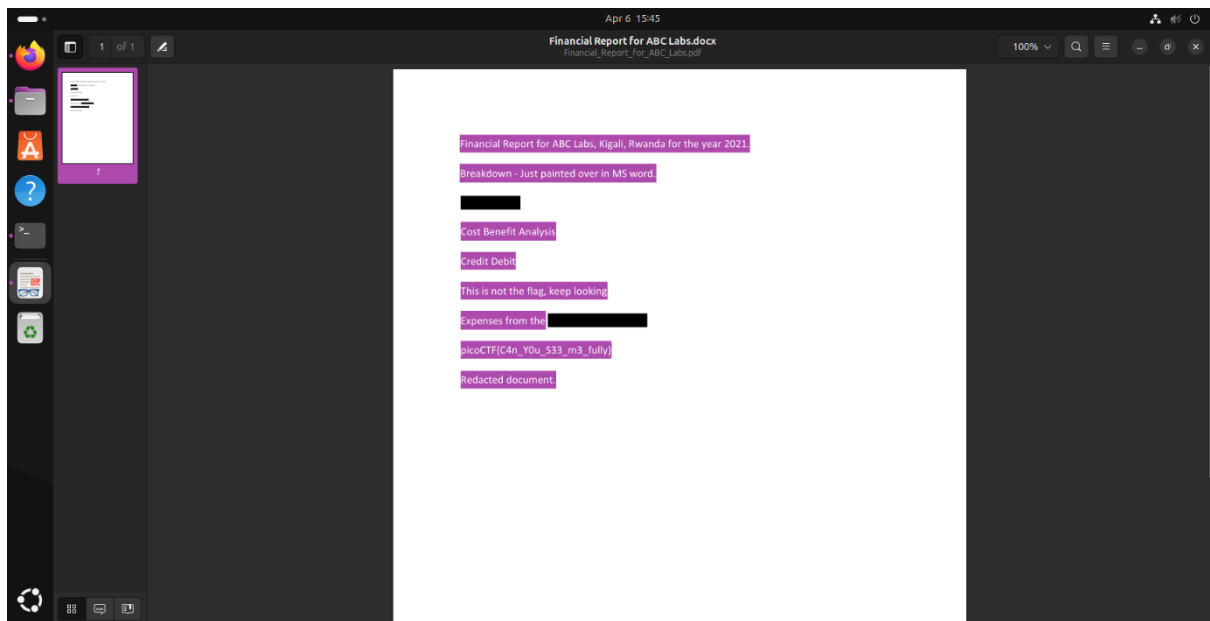 Apr 6 15:45
1 of 1
Financial Report for ABC Labs.docx
Financial_Report_for_ABC_Labs.pdf
100%
1
Financial Report for ABC Labs, Kigali, Rwanda for the year 2021.
Breakdown - Just painted over in MS word.
Cost Benefit Analysis
Credit Debit
This is not the flag, keep looking
Expenses from the
picoCTF{C4n_Y0u_S33_m3_fully}
Redacted document.